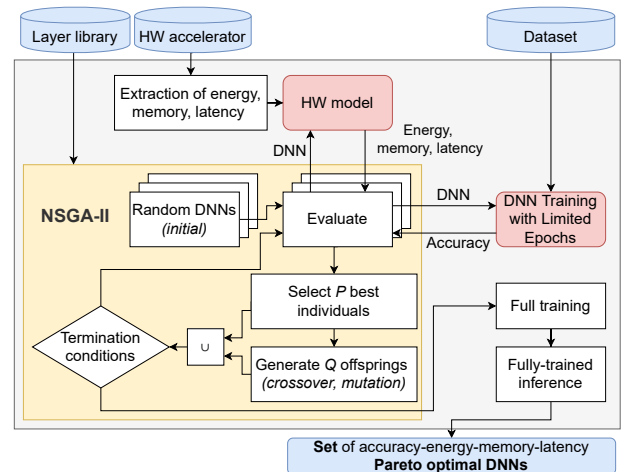 Layer library
HW accelerator
Dataset
Extraction of energy,
memory, latency
HW model
DNN
Energy,
memory, latency
NSGA-II
Random DNNs
(initial)
Evaluate
DNN
Accuracy
DNN Training
with Limited
Epochs
Select P best
individuals
Termination
conditions
∪
Generate Q offsprings
(crossover, mutation)
Full training
Fully-trained
inference
Set of accuracy-energy-memory-latency
Pareto optimal DNNs